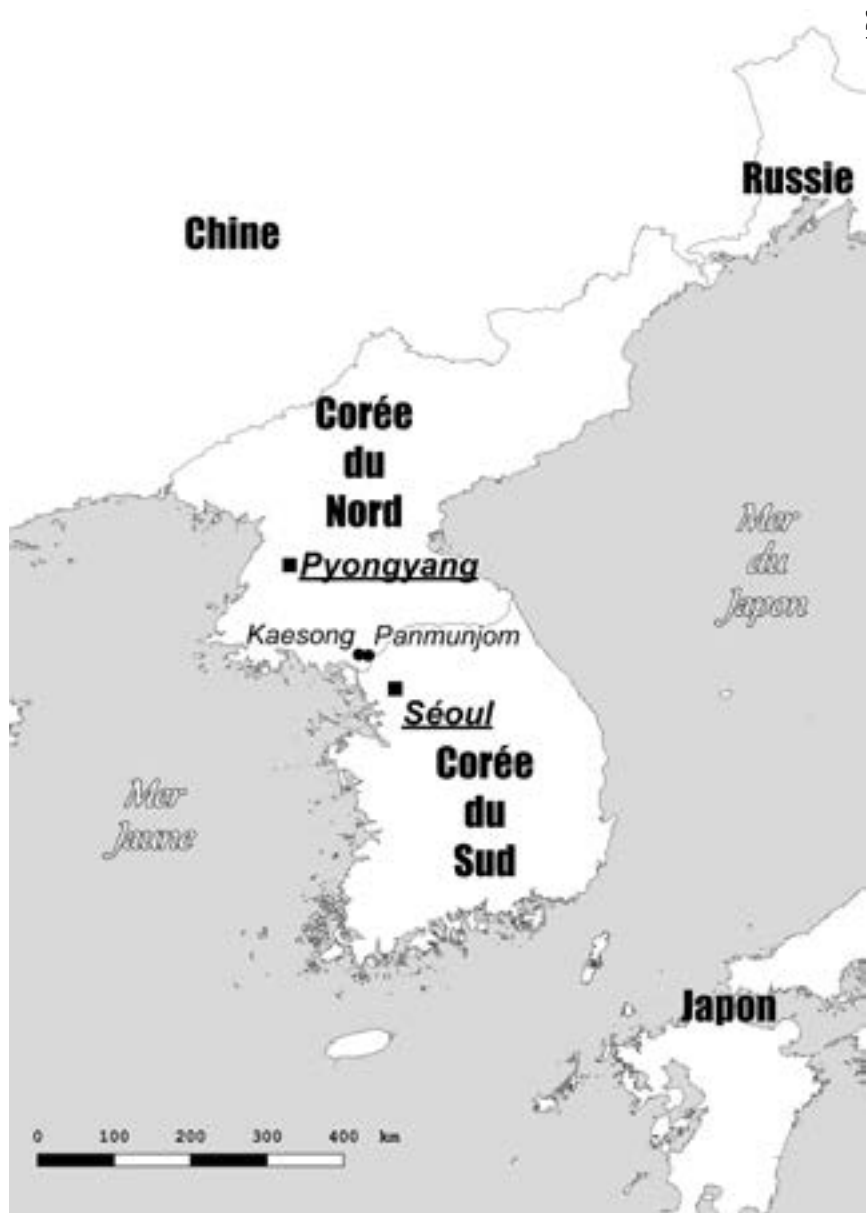 Russie
Chine
Corée
du
Nord
Mer
du
Japon
Pyongyang
Kaesong Panmunjom
Séoul
Corée
du
Sud
Mer
Jaune
Japon
0 100 200 300 400 km